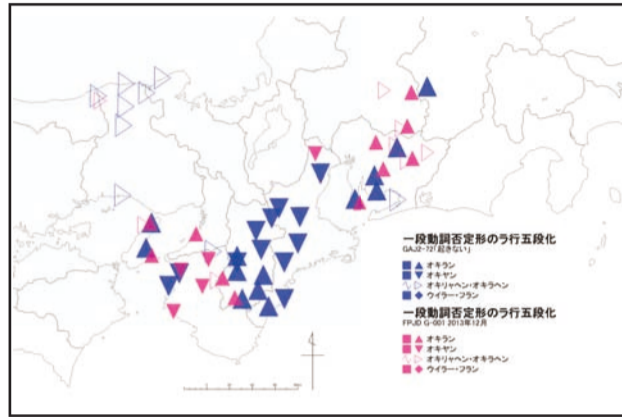 一段動詞否定形のラ行五段化
GAJ2-72「起きない」
オキラン
オキヤン
オキリャヘン・オキラヘン
ウイラー・フラン
一段動詞否定形のラ行五段化
FPJD G-001 2013年12月
オキラン
オキヤン
オキリャヘン・オキラヘン
ウイラー・フラン